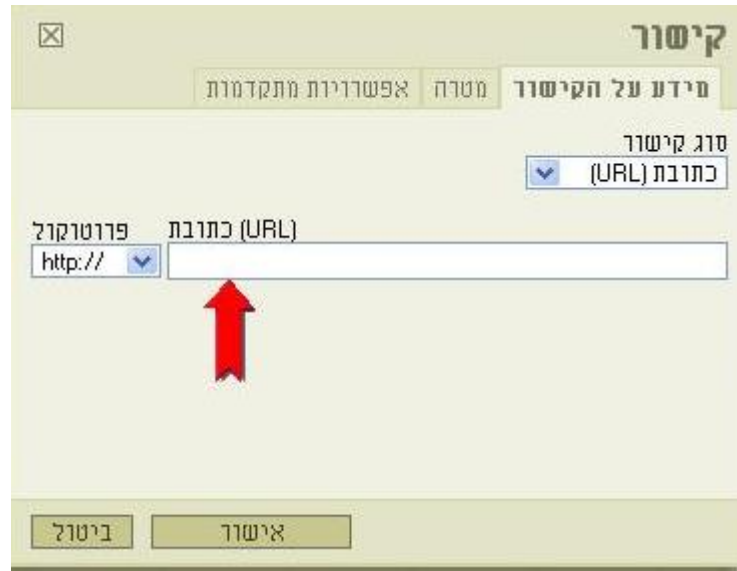 קישור
מידע על הקישור מטרה אפשרויות מתקדמות
סוג קישור
כתובת (URL)
כתובת (URL) פרוטוקול
http://
אישור ביטול